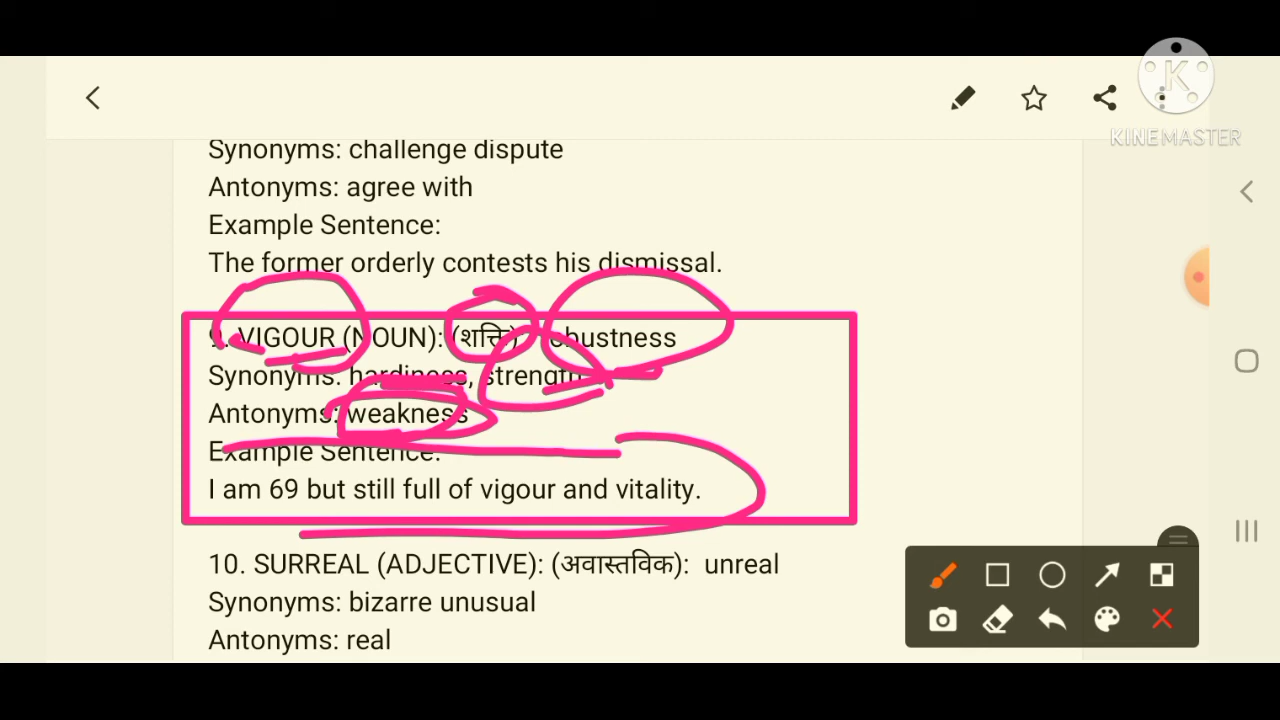 KINEMASTER
Synonyms: challenge dispute
Antonyms: agree with
Example Sentence:
The former orderly contests his dismissal.
9. VIGOUR (NOUN): (शक्ति): robustness
Synonyms: hardiness, strength
Antonyms: weakness
Example Sentence:
I am 69 but still full of vigour and vitality.
10. SURREAL (ADJECTIVE): (अवास्तविक): unreal
Synonyms: bizarre unusual
Antonyms: real